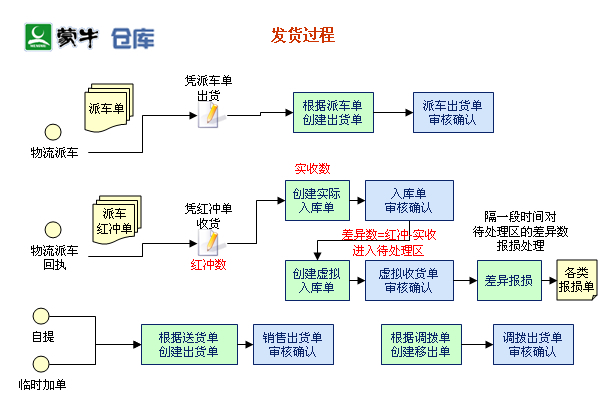 蒙牛 仓库
发货过程
派车单
物流派车
凭派车单
出货
根据派车单
创建出货单
派车出货单
审核确认
派车
红冲单
物流派车
回执
凭红冲单
收货
红冲数
实收数
创建实际
入库单
入库单
审核确认
差异数=红冲-实收
进入待处理区
创建虚拟
入库单
虚拟收货单
审核确认
隔一段时间对
待处理区的差异数
报损处理
差异报损
各类
报损单
自提
临时加单
根据送货单
创建出货单
销售出货单
审核确认
根据调拨单
创建移出单
调拨出货单
审核确认